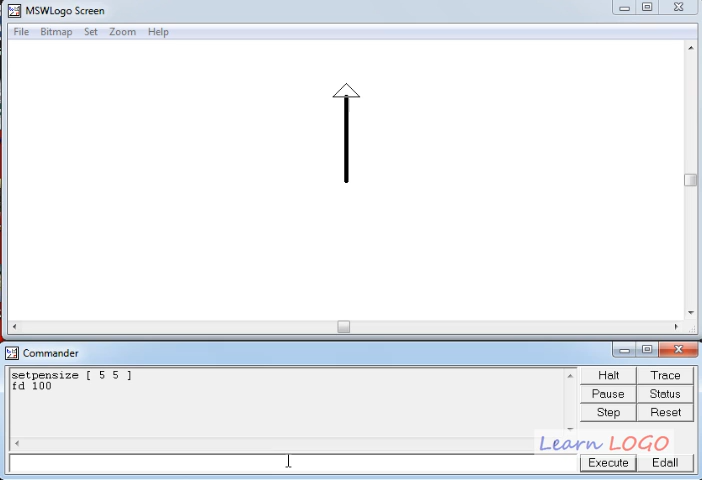 MSWLogo Screen
File Bitmap Set Zoom Help
Commander
setpensize [ 5 5 ]
fd 100
Halt Trace
Pause Status
Step Reset
Learn LOGO
Execute Edall